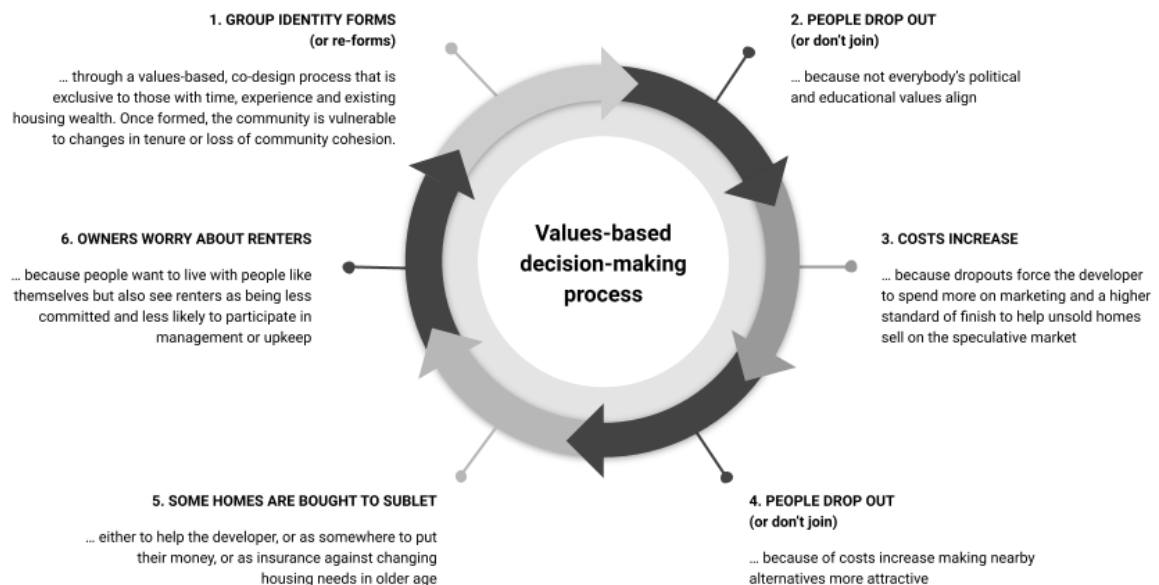 1. GROUP IDENTITY FORMS
(or re-forms)
... through a values-based, co-design process that is
exclusive to those with time, experience and existing
housing wealth. Once formed, the community is vulnerable
to changes in tenure or loss of community cohesion.
2. PEOPLE DROP OUT
(or don't join)
... because not everybody's political
and educational values align
3. COSTS INCREASE
... because dropouts force the developer
to spend more on marketing and a higher
standard of finish to help unsold homes
sell on the speculative market
4. PEOPLE DROP OUT
(or don't join)
... because of costs increase making nearby
alternatives more attractive
5. SOME HOMES ARE BOUGHT TO SUBLET
... either to help the developer, or as somewhere to put
their money, or as insurance against changing
housing needs in older age
6. OWNERS WORRY ABOUT RENTERS
... because people want to live with people like
themselves but also see renters as being less
committed and less likely to participate in
management or upkeep
Values-based
decision-making
process